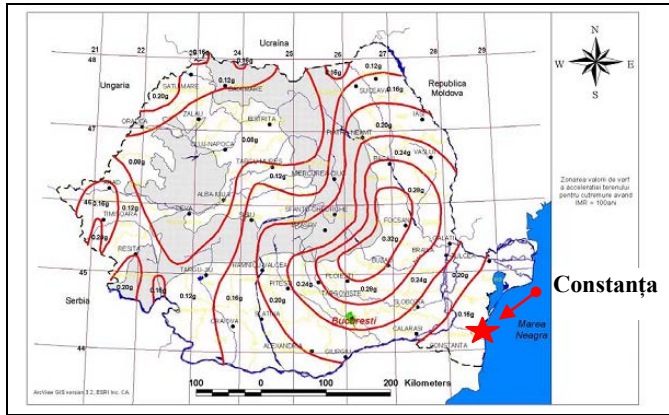 21
22
23
24
25
26
27
28
29
Ucraina
N
W
E
S
48
47
46
45
44
Ungaria
Republica
Moldova
Serbia
SATU MARE
BAIA MARE
SUCEAVA
ORADEA
ZALAU
BISTRITA
PIATRA NEAMT
IASI
CLUJ-NAPOCA
TARGU MURES
BACAU
VASLUI
MIERCUREA-CIUC
ARAD
ALBA-IULIA
TIMISOARA
DEVA
SIBIU
BRASOV
SFANTU GHEORGHE
FOCSANI
GALATI
RESITA
TARGU-JIU
RAMNICU VALCEA
PITESTI
PLOIESTI
TARGOVISTE
BUZAU
BRAILA
TULCEA
SLOBOZIA
CRAIOVA
SLATINA
Bucuresti
CALARASI
ALEXANDRIA
GIURGIU
CONSTANTA
0.08g
0.12g
0.16g
0.20g
0.24g
0.28g
0.32g
Zonarea valorii de varf
a acceleratiei terenului
pentru cutremure avand
IMR = 100ani
Constanța
Marea
Neagra
100
0
100
200
Kilometers
ArcView GIS version 3.2, ESRI Inc. CA.